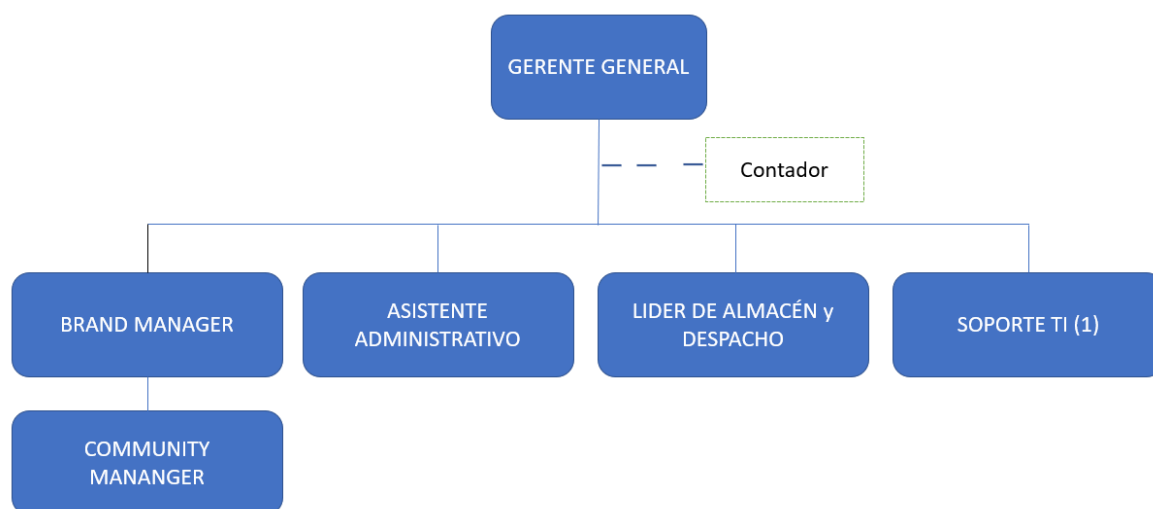 GERENTE GENERAL
Contador
BRAND MANAGER
ASISTENTE
ADMINISTRATIVO
LIDER DE ALMACÉN y
DESPACHO
SOPORTE TI (1)
COMMUNITY
MANANGER